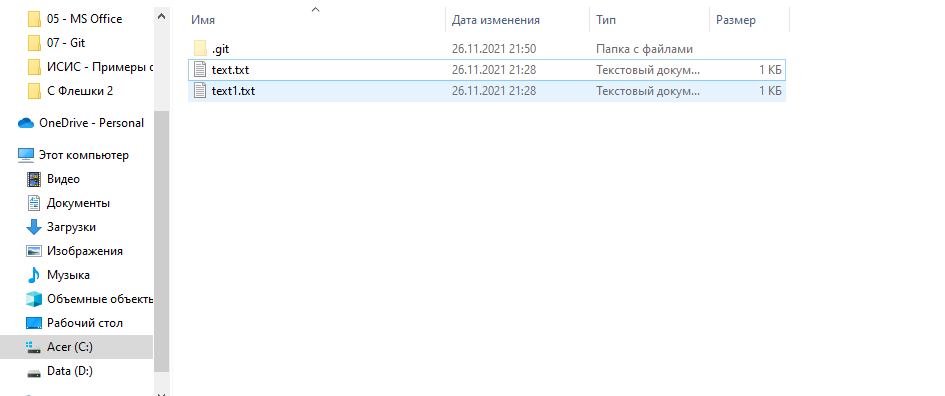 05 - MS Office
07 - Git
ИСИС - Примеры с
С Флешки 2
OneDrive - Personal
Этот компьютер
Видео
Документы
Загрузки
Изображения
Музыка
Объемные объекть
Рабочий стол
Acer (C:)
Data (D:)
Имя Дата изменения Тип Размер
.git 26.11.2021 21:50 Папка с файлами
text.txt 26.11.2021 21:28 Текстовый докум... 1 КБ
text1.txt 26.11.2021 21:28 Текстовый докум... 1 КБ